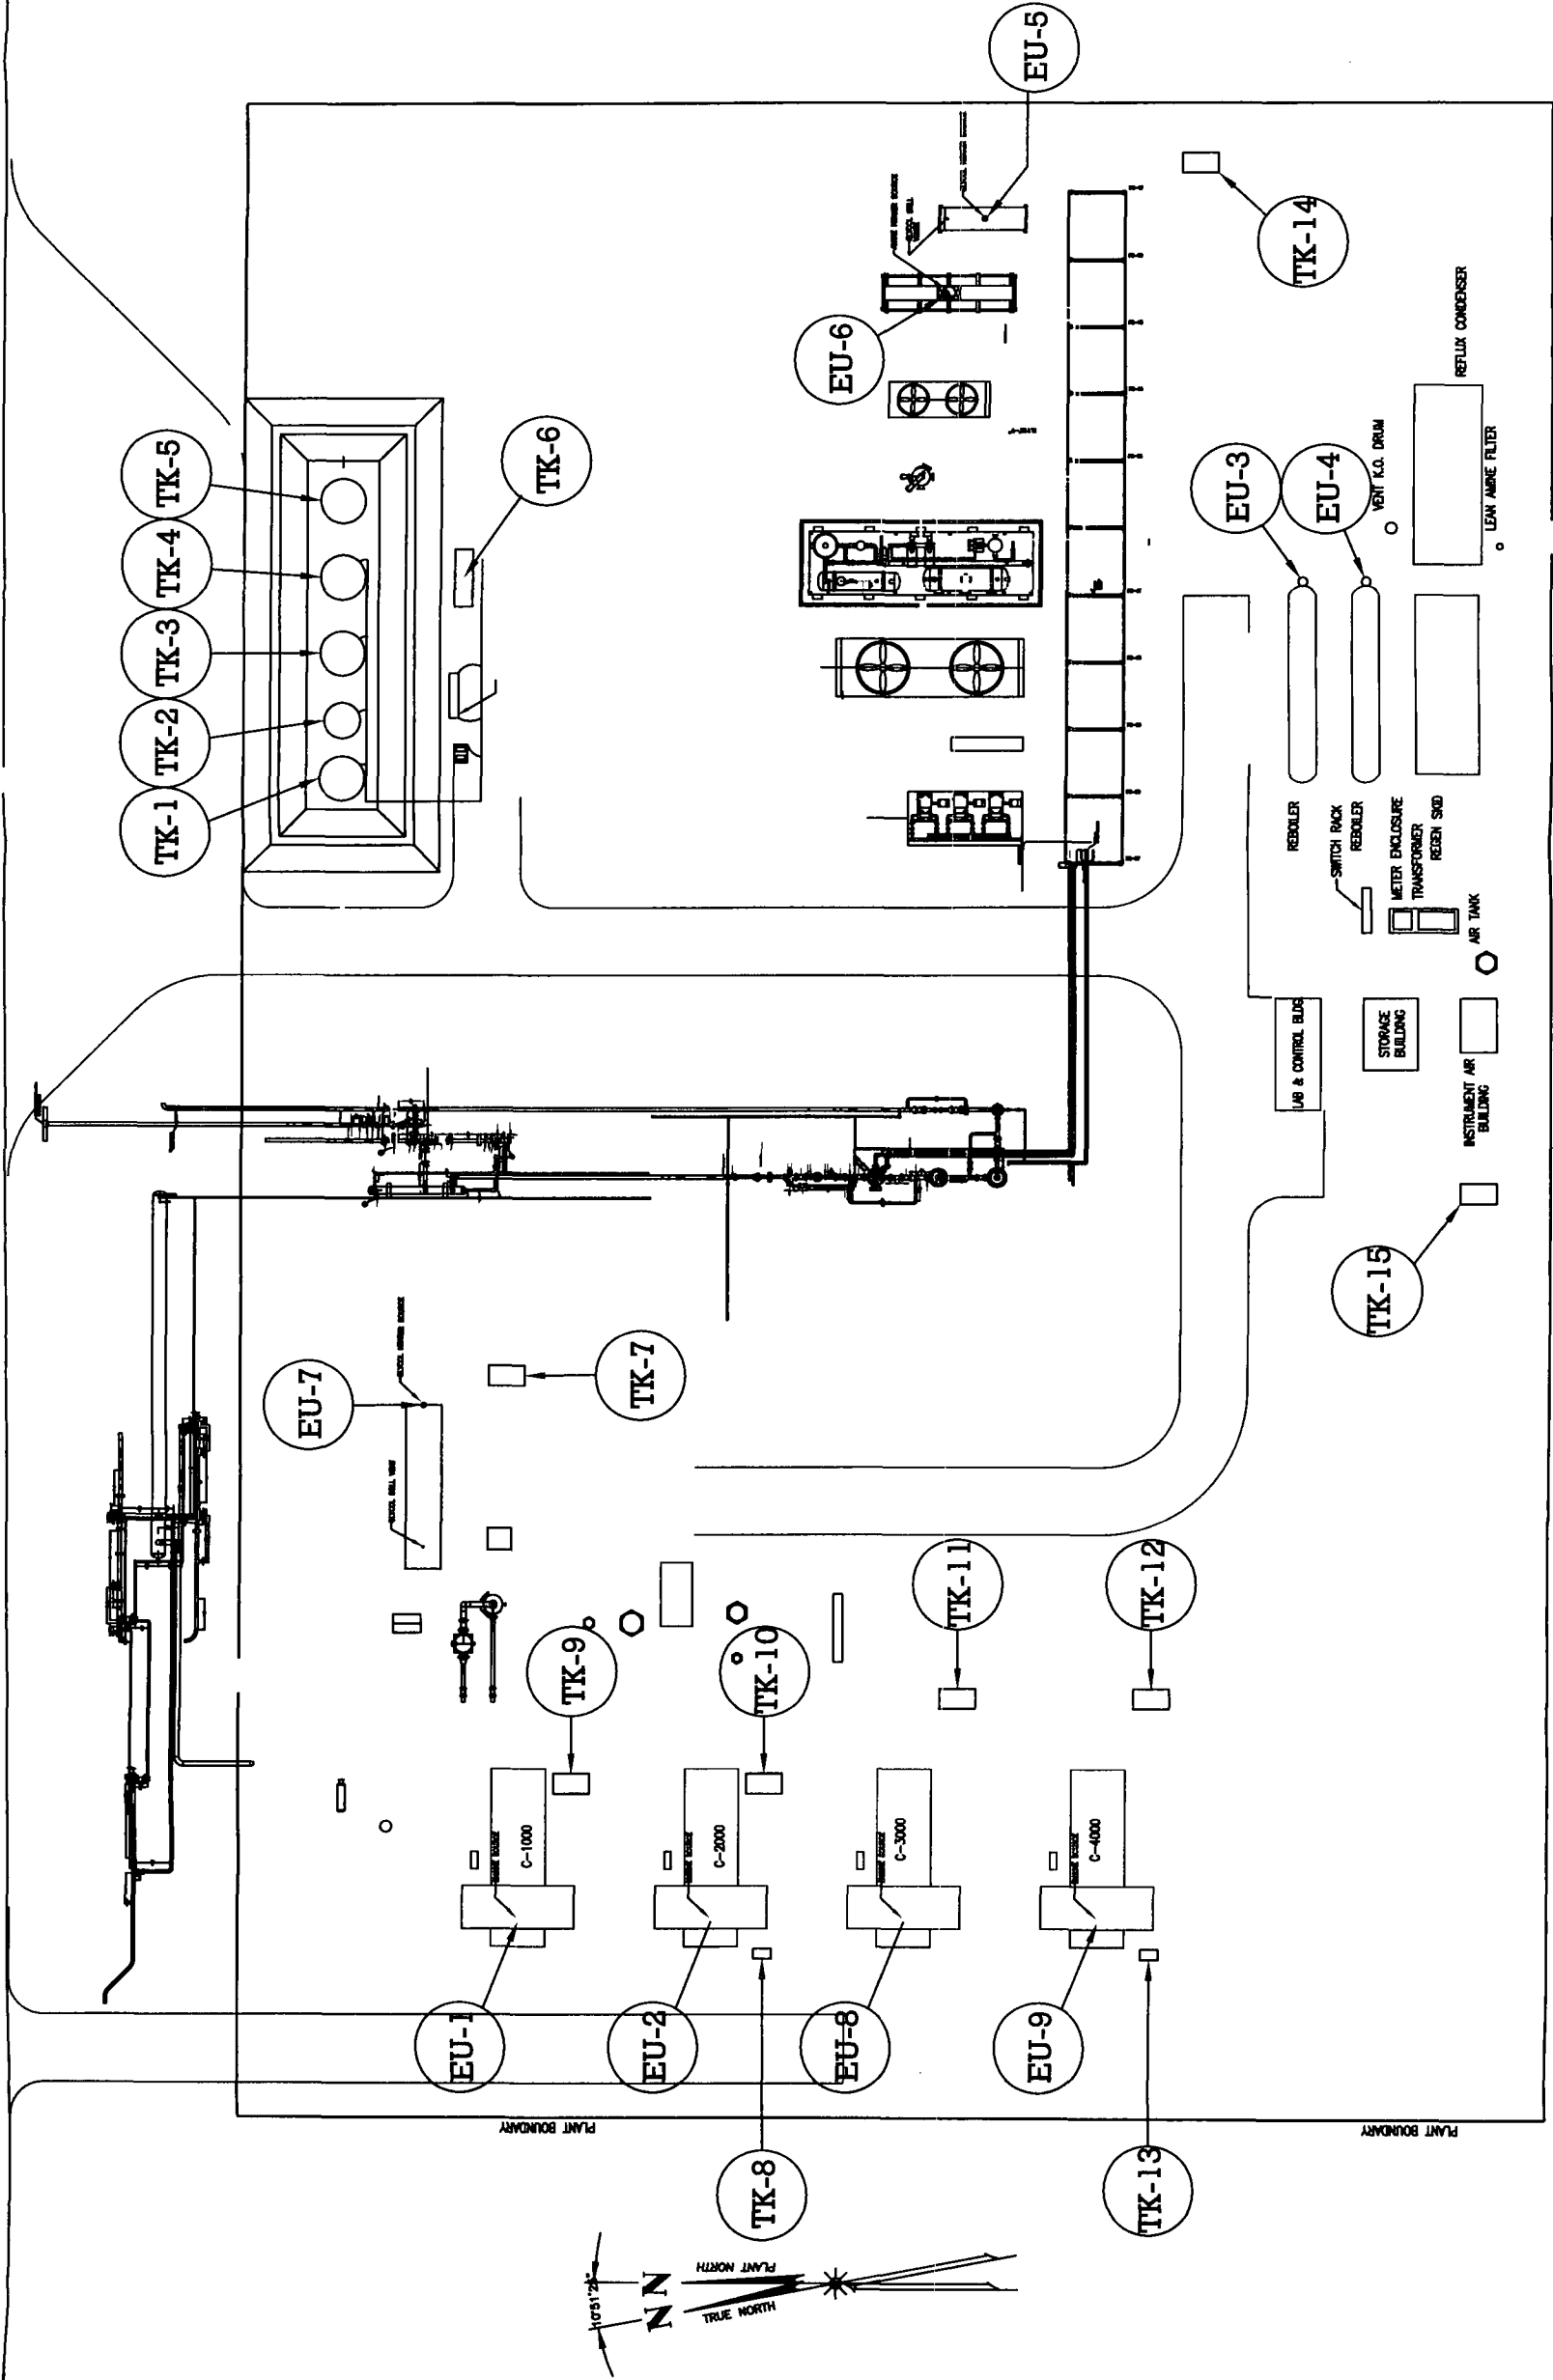 EU-5
TK-14
EU-6
TK-5
TK-4
TK-3
TK-2
TK-1
TK-6
REFLUX CONDENSER
LEAN AMINE FILTER
VENT K.O. DRUM
EU-3
EU-4
REBOILER
SWITCH RACK
REBOILER
METER ENCLOSURE
TRANSFORMER
REGEN SKID
AIR TANK
LAB & CONTROL BLDG.
STORAGE
BUILDING
INSTRUMENT AIR
BUILDING
TK-15
EU-7
GLYCOL STILL VENT
TK-7
TK-9
TK-10
TK-11
TK-12
C-1000
C-2000
C-3000
C-4000
EU-1
EU-2
EU-8
EU-9
PLANT BOUNDARY
PLANT BOUNDARY
TK-8
TK-13
N
N
PLANT NORTH
TRUE NORTH